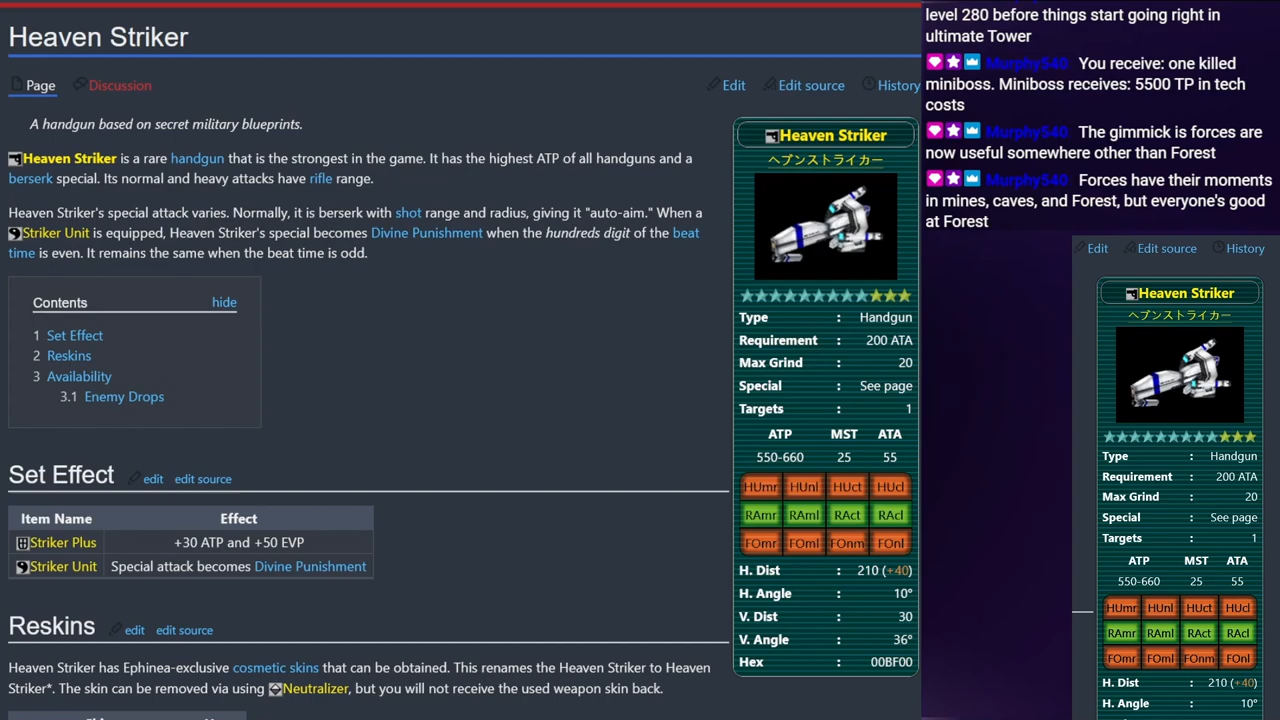 Heaven Striker
Page
Discussion
Edit
Edit source
History
A handgun based on secret military blueprints.
Heaven Striker is a rare handgun that is the strongest in the game. It has the highest ATP of all handguns and a
berserk special. Its normal and heavy attacks have rifle range.
Heaven Striker's special attack varies. Normally, it is berserk with shot range and radius, giving it "auto-aim." When a
Striker Unit is equipped, Heaven Striker's special becomes Divine Punishment when the hundreds digit of the beat
time is even. It remains the same when the beat time is odd.
Contents hide
1 Set Effect
2 Reskins
3 Availability
3.1 Enemy Drops
Set Effect edit edit source
Item Name Effect
Striker Plus +30 ATP and +50 EVP
Striker Unit Special attack becomes Divine Punishment
Reskins edit edit source
Heaven Striker has Ephinea-exclusive cosmetic skins that can be obtained. This renames the Heaven Striker to Heaven
Striker*. The skin can be removed via using Neutralizer, but you will not receive the used weapon skin back.
Heaven Striker
ヘブンストライカー
Type : Handgun
Requirement : 200 ATA
Max Grind : 20
Special : See page
Targets : 1
ATP MST ATA
550-660 25 55
HUmr HUnl HUct HUcl
RAmr RAml RAct RAcl
FOmr FOml FOnm FOnl
H. Dist : 210 (+40)
H. Angle : 10°
V. Dist : 30
V. Angle : 36°
Hex : 00BF00
level 280 before things start going right in
ultimate Tower
Murphy540 You receive: one killed
miniboss. Miniboss receives: 5500 TP in tech
costs
Murphy540 The gimmick is forces are
now useful somewhere other than Forest
Murphy540 Forces have their moments
in mines, caves, and Forest, but everyone's good
at Forest
Edit
Edit source
History
Heaven Striker
ヘブンストライカー
Type : Handgun
Requirement : 200 ATA
Max Grind : 20
Special : See page
Targets : 1
ATP MST ATA
550-660 25 55
HUmr HUnl HUct HUcl
RAmr RAml RAct RAcl
FOmr FOml FOnm FOnl
H. Dist : 210 (+40)
H. Angle : 10°